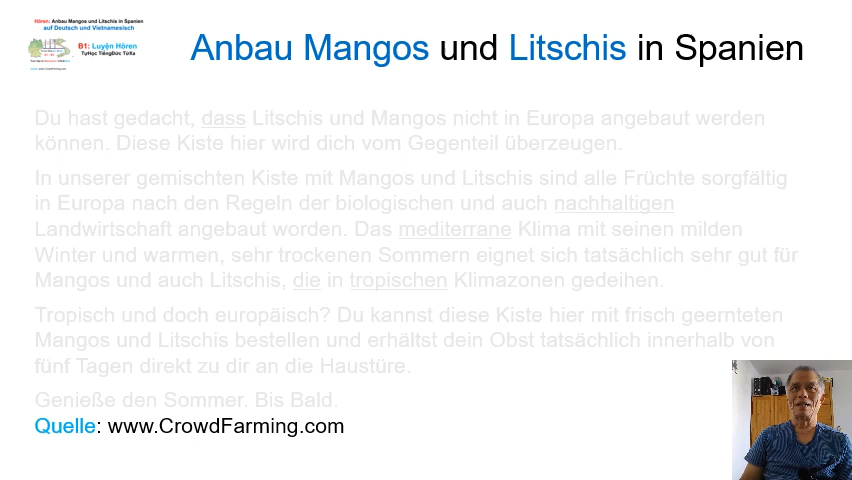 Hören: Anbau Mangos und Litschis in Spanien
auf Deutsch und Vietnamesisch
B1: Luyện Hören
TựHọc TiếngĐức TừXa
Anbau Mangos und Litschis in Spanien
Du hast gedacht, dass Litschis und Mangos nicht in Europa angebaut werden
können. Diese Kiste hier wird dich vom Gegenteil überzeugen.
In unserer gemischten Kiste mit Mangos und Litschis sind alle Früchte sorgfältig
in Europa nach den Regeln der biologischen und auch nachhaltigen
Landwirtschaft angebaut worden. Das mediterrane Klima mit seinen milden
Winter und warmen, sehr trockenen Sommern eignet sich tatsächlich sehr gut für
Mangos und auch Litschis, die in tropischen Klimazonen gedeihen.
Tropisch und doch europäisch? Du kannst diese Kiste hier mit frisch geernteten
Mangos und Litschis bestellen und erhältst dein Obst tatsächlich innerhalb von
fünf Tagen direkt zu dir an die Haustüre.
Genieße den Sommer. Bis Bald.
Quelle: www.CrowdFarming.com